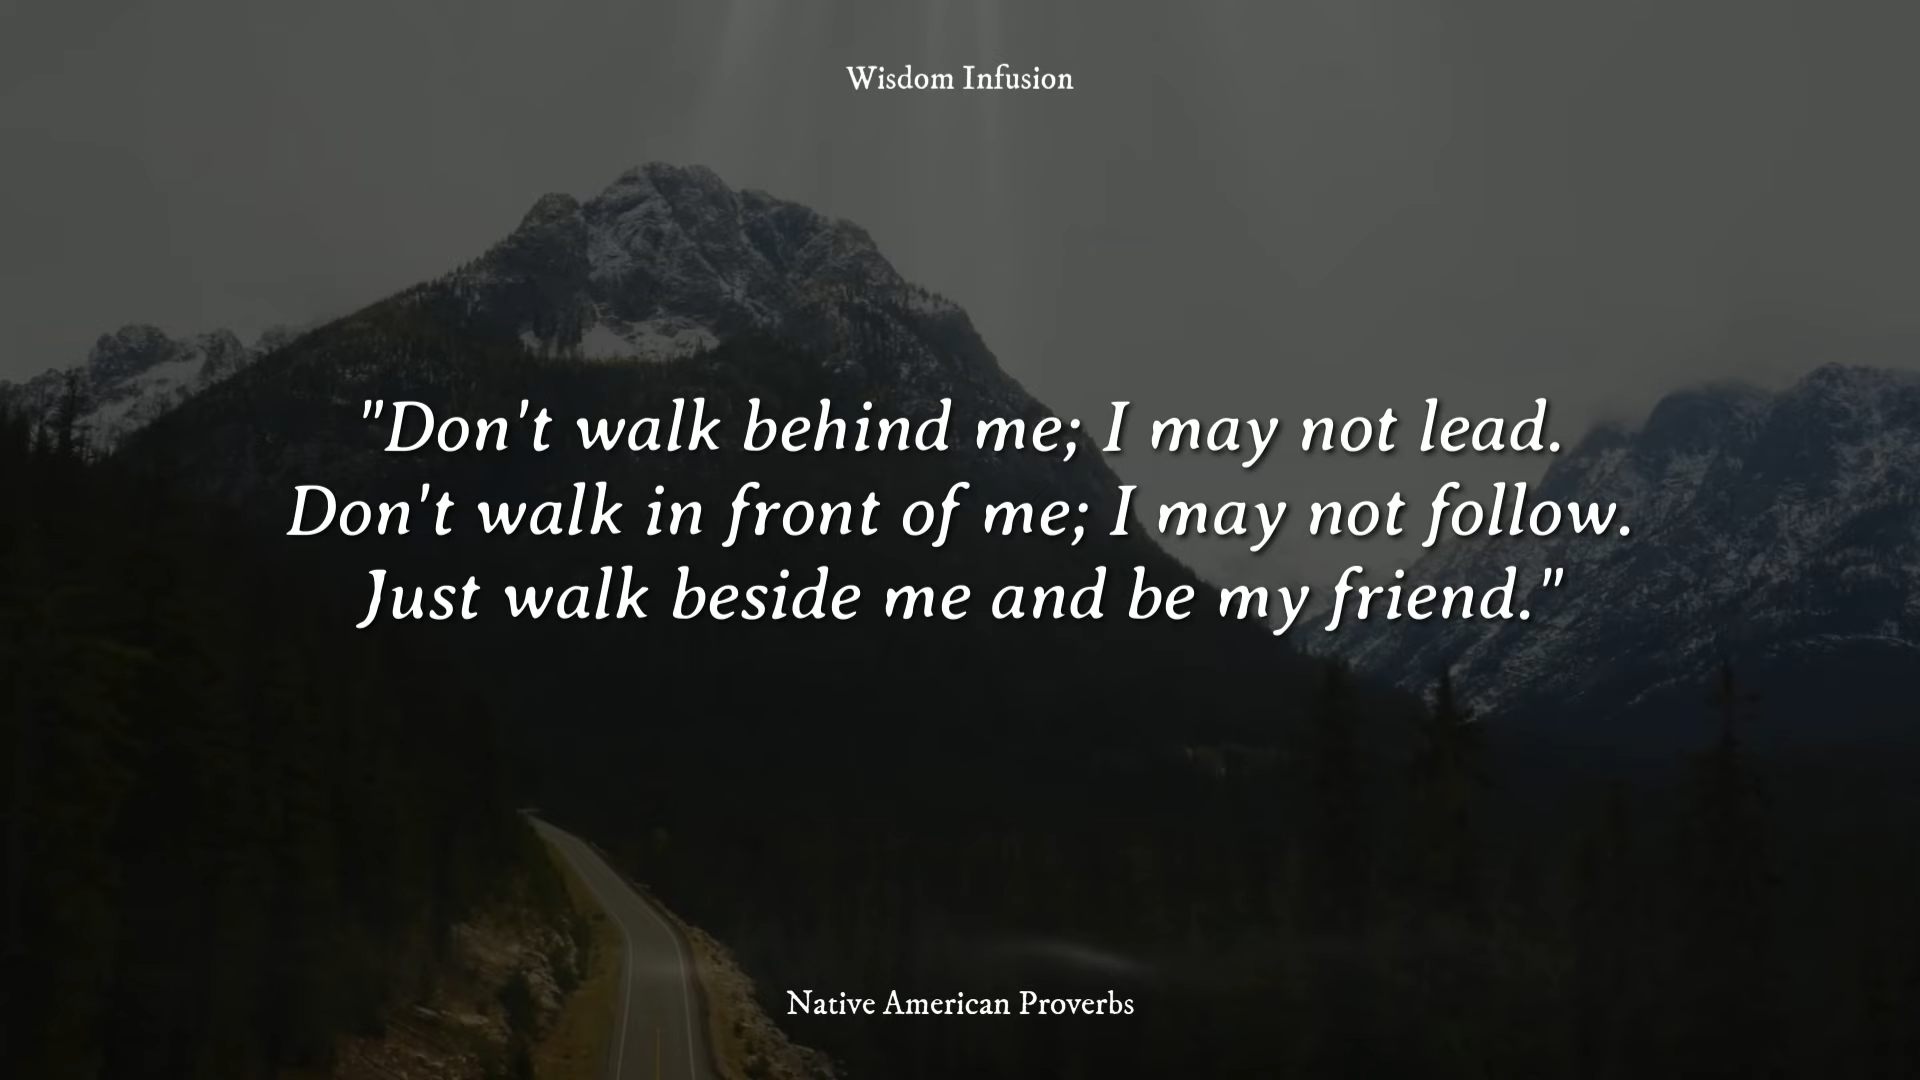 Wisdom Infusion
"Don't walk behind me; I may not lead.
Don't walk in front of me; I may not follow.
Just walk beside me and be my friend."
Native American Proverbs